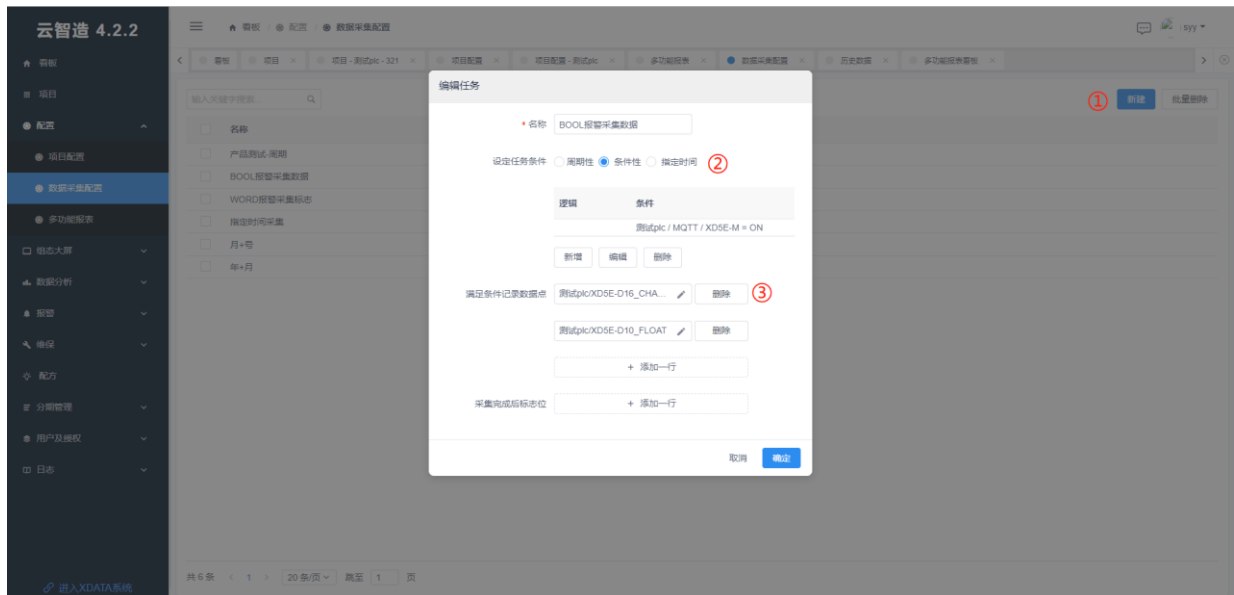 云智造 4.2.2
看板 / 配置 / 数据采集配置
syy
看板
项目
项目 - 测试plc - 321
项目配置
项目配置 - 测试plc
多功能报表
数据采集配置
历史数据
多功能报表看板
看板
项目
配置
项目配置
数据采集配置
多功能报表
组态大屏
数据分析
报警
维保
配方
分期管理
用户及授权
日志
进入XDATA系统
输入关键字搜索...
① 新建 批量删除
名称
产品测试-周期
BOOL报警采集数据
WORD报警采集标志
指定时间采集
月+号
年+月
共 6 条 1 20 条/页 跳至 1 页
编辑任务
* 名称 BOOL报警采集数据
设定任务条件 周期性 条件性 指定时间 ②
逻辑 条件
测试plc / MQTT / XD5E-M = ON
新增 编辑 删除
满足条件记录数据点 测试plc/XD5E-D16_CHA... 删除 ③
测试plc/XD5E-D10_FLOAT 删除
+ 添加一行
采集完成后标志位 + 添加一行
取消 确定